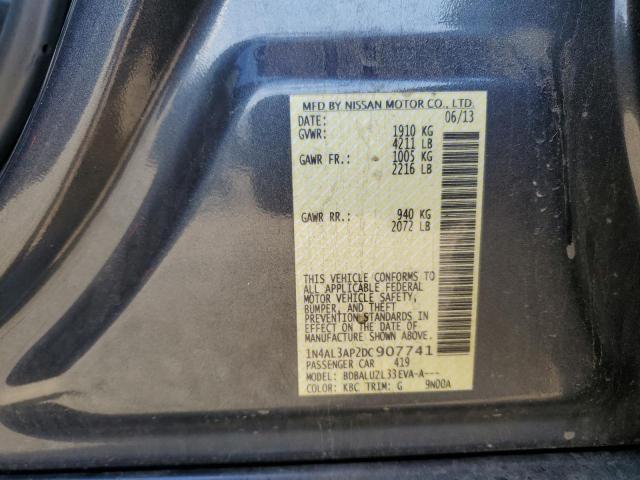 MFD BY NISSAN MOTOR CO., LTD.
DATE: 06/13
GVWR: 1910 KG
4211 LB
GAWR FR.: 1005 KG
2216 LB
GAWR RR.: 940 KG
2072 LB
THIS VEHICLE CONFORMS TO
ALL APPLICABLE FEDERAL
MOTOR VEHICLE SAFETY,
BUMPER, AND THEFT
PREVENTION STANDARDS IN
EFFECT ON THE DATE OF
MANUFACTURE SHOWN ABOVE.
1N4AL3AP2DC907741
PASSENGER CAR 419
MODEL: BDBALUZL33EVA-A---
COLOR: KBC TRIM: G 9N00A